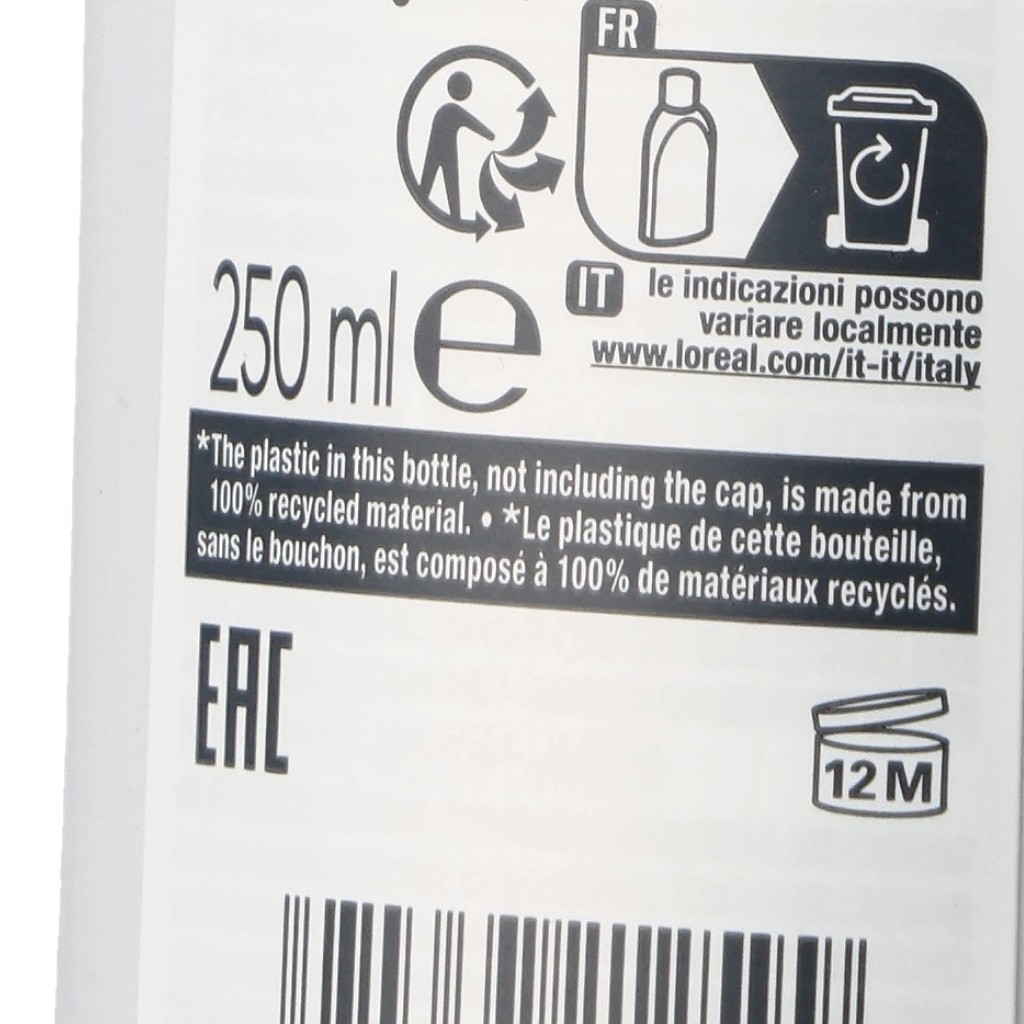 FR
250 ml e
IT le indicazioni possono
variare localmente
www.loreal.com/it-it/italy
*The plastic in this bottle, not including the cap, is made from
100% recycled material. • *Le plastique de cette bouteille,
sans le bouchon, est composé à 100% de matériaux recyclés.
EAC
12 M